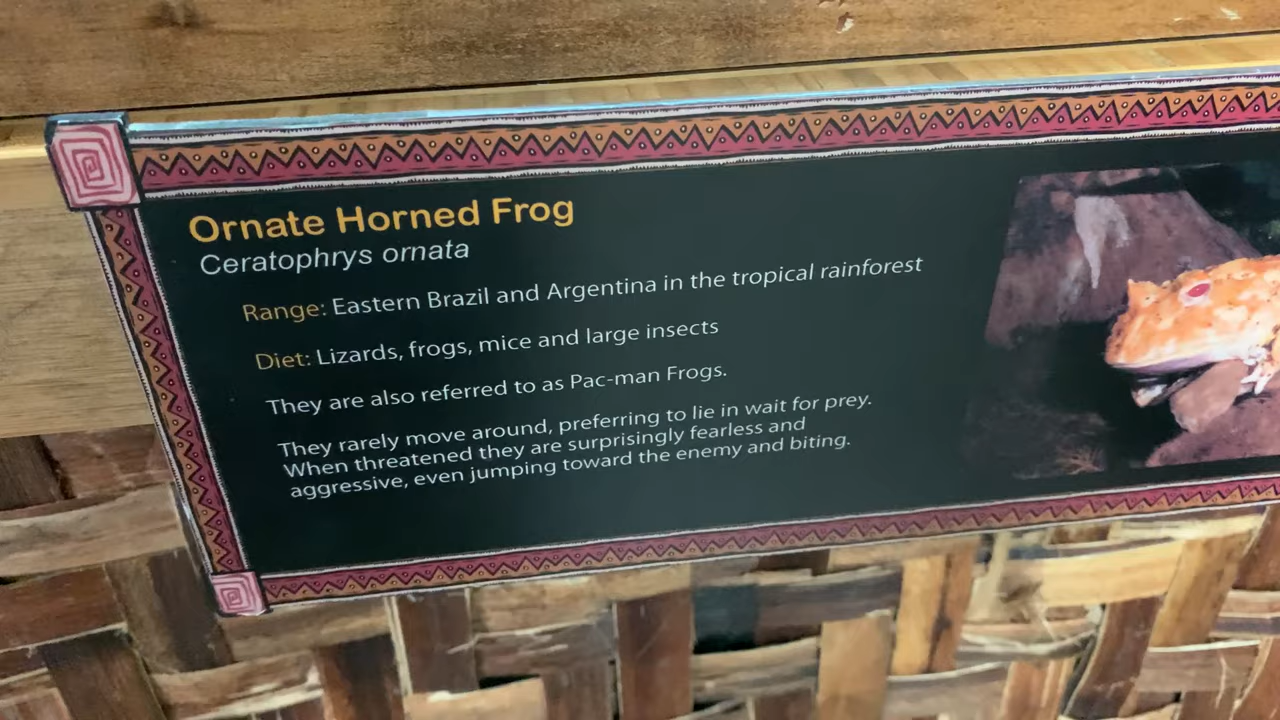 Ornate Horned Frog
Ceratophrys ornata
Range: Eastern Brazil and Argentina in the tropical rainforest
Diet: Lizards, frogs, mice and large insects
They are also referred to as Pac-man Frogs.
They rarely move around, preferring to lie in wait for prey.
When threatened they are surprisingly fearless and
aggressive, even jumping toward the enemy and biting.